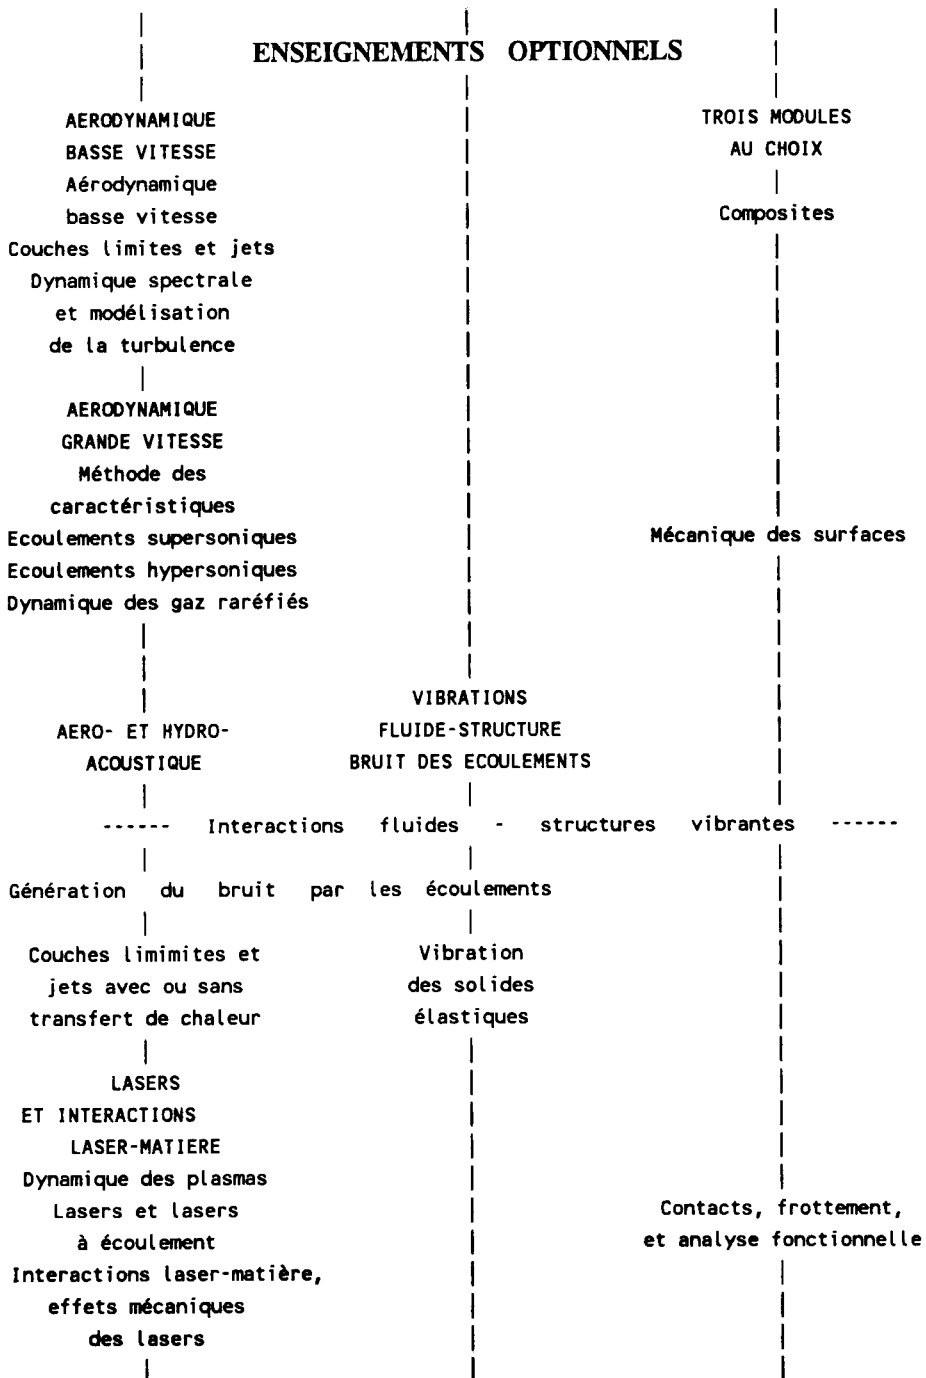 ENSEIGNEMENTS OPTIONNELS
AERODYNAMIQUE
BASSE VITESSE
Aérodynamique
basse vitesse
Couches limites et jets
Dynamique spectrale
et modélisation
de la turbulence
AERODYNAMIQUE
GRANDE VITESSE
Méthode des
caractéristiques
Ecoulements supersoniques
Ecoulements hypersoniques
Dynamique des gaz raréfiés
AERO- ET HYDRO-
ACOUSTIQUE
VIBRATIONS
FLUIDE-STRUCTURE
BRUIT DES ECOULEMENTS
TROIS MODULES
AU CHOIX
Composites
Mécanique des surfaces
------ Interactions fluides - structures vibrantes ------
Génération du bruit par les écoulements
Couches limimites et
jets avec ou sans
transfert de chaleur
Vibration
des solides
élastiques
LASERS
ET INTERACTIONS
LASER-MATIERE
Dynamique des plasmas
Lasers et lasers
à écoulement
Interactions laser-matière,
effets mécaniques
des lasers
Contacts, frottement,
et analyse fonctionnelle